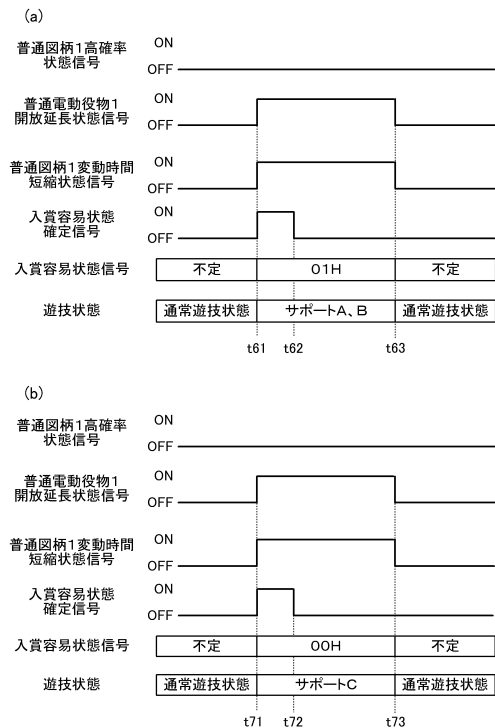 (a)
普通図柄1高確率
状態信号
ON
OFF
普通電動役物1
開放延長状態信号
ON
OFF
普通図柄1変動時間
短縮状態信号
ON
OFF
入賞容易状態
確定信号
ON
OFF
入賞容易状態信号
不定
01H
不定
遊技状態
通常遊技状態
サポートA、B
通常遊技状態
t61
t62
t63
(b)
普通図柄1高確率
状態信号
ON
OFF
普通電動役物1
開放延長状態信号
ON
OFF
普通図柄1変動時間
短縮状態信号
ON
OFF
入賞容易状態
確定信号
ON
OFF
入賞容易状態信号
不定
00H
不定
遊技状態
通常遊技状態
サポートC
通常遊技状態
t71
t72
t73